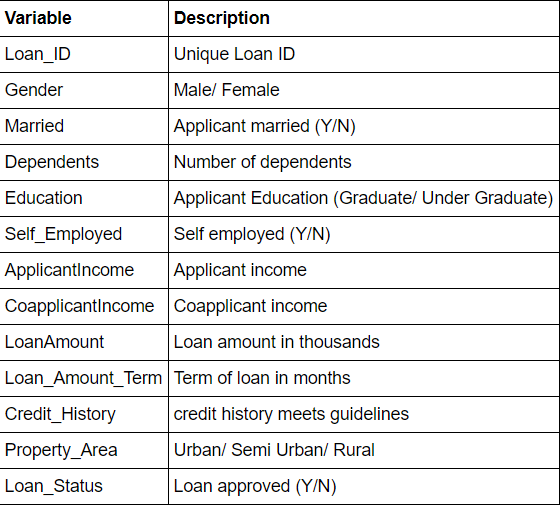 Variable Description
Loan_ID Unique Loan ID
Gender Male/ Female
Married Applicant married (Y/N)
Dependents Number of dependents
Education Applicant Education (Graduate/ Under Graduate)
Self_Employed Self employed (Y/N)
ApplicantIncome Applicant income
CoapplicantIncome Coapplicant income
LoanAmount Loan amount in thousands
Loan_Amount_Term Term of loan in months
Credit_History credit history meets guidelines
Property_Area Urban/ Semi Urban/ Rural
Loan_Status Loan approved (Y/N)